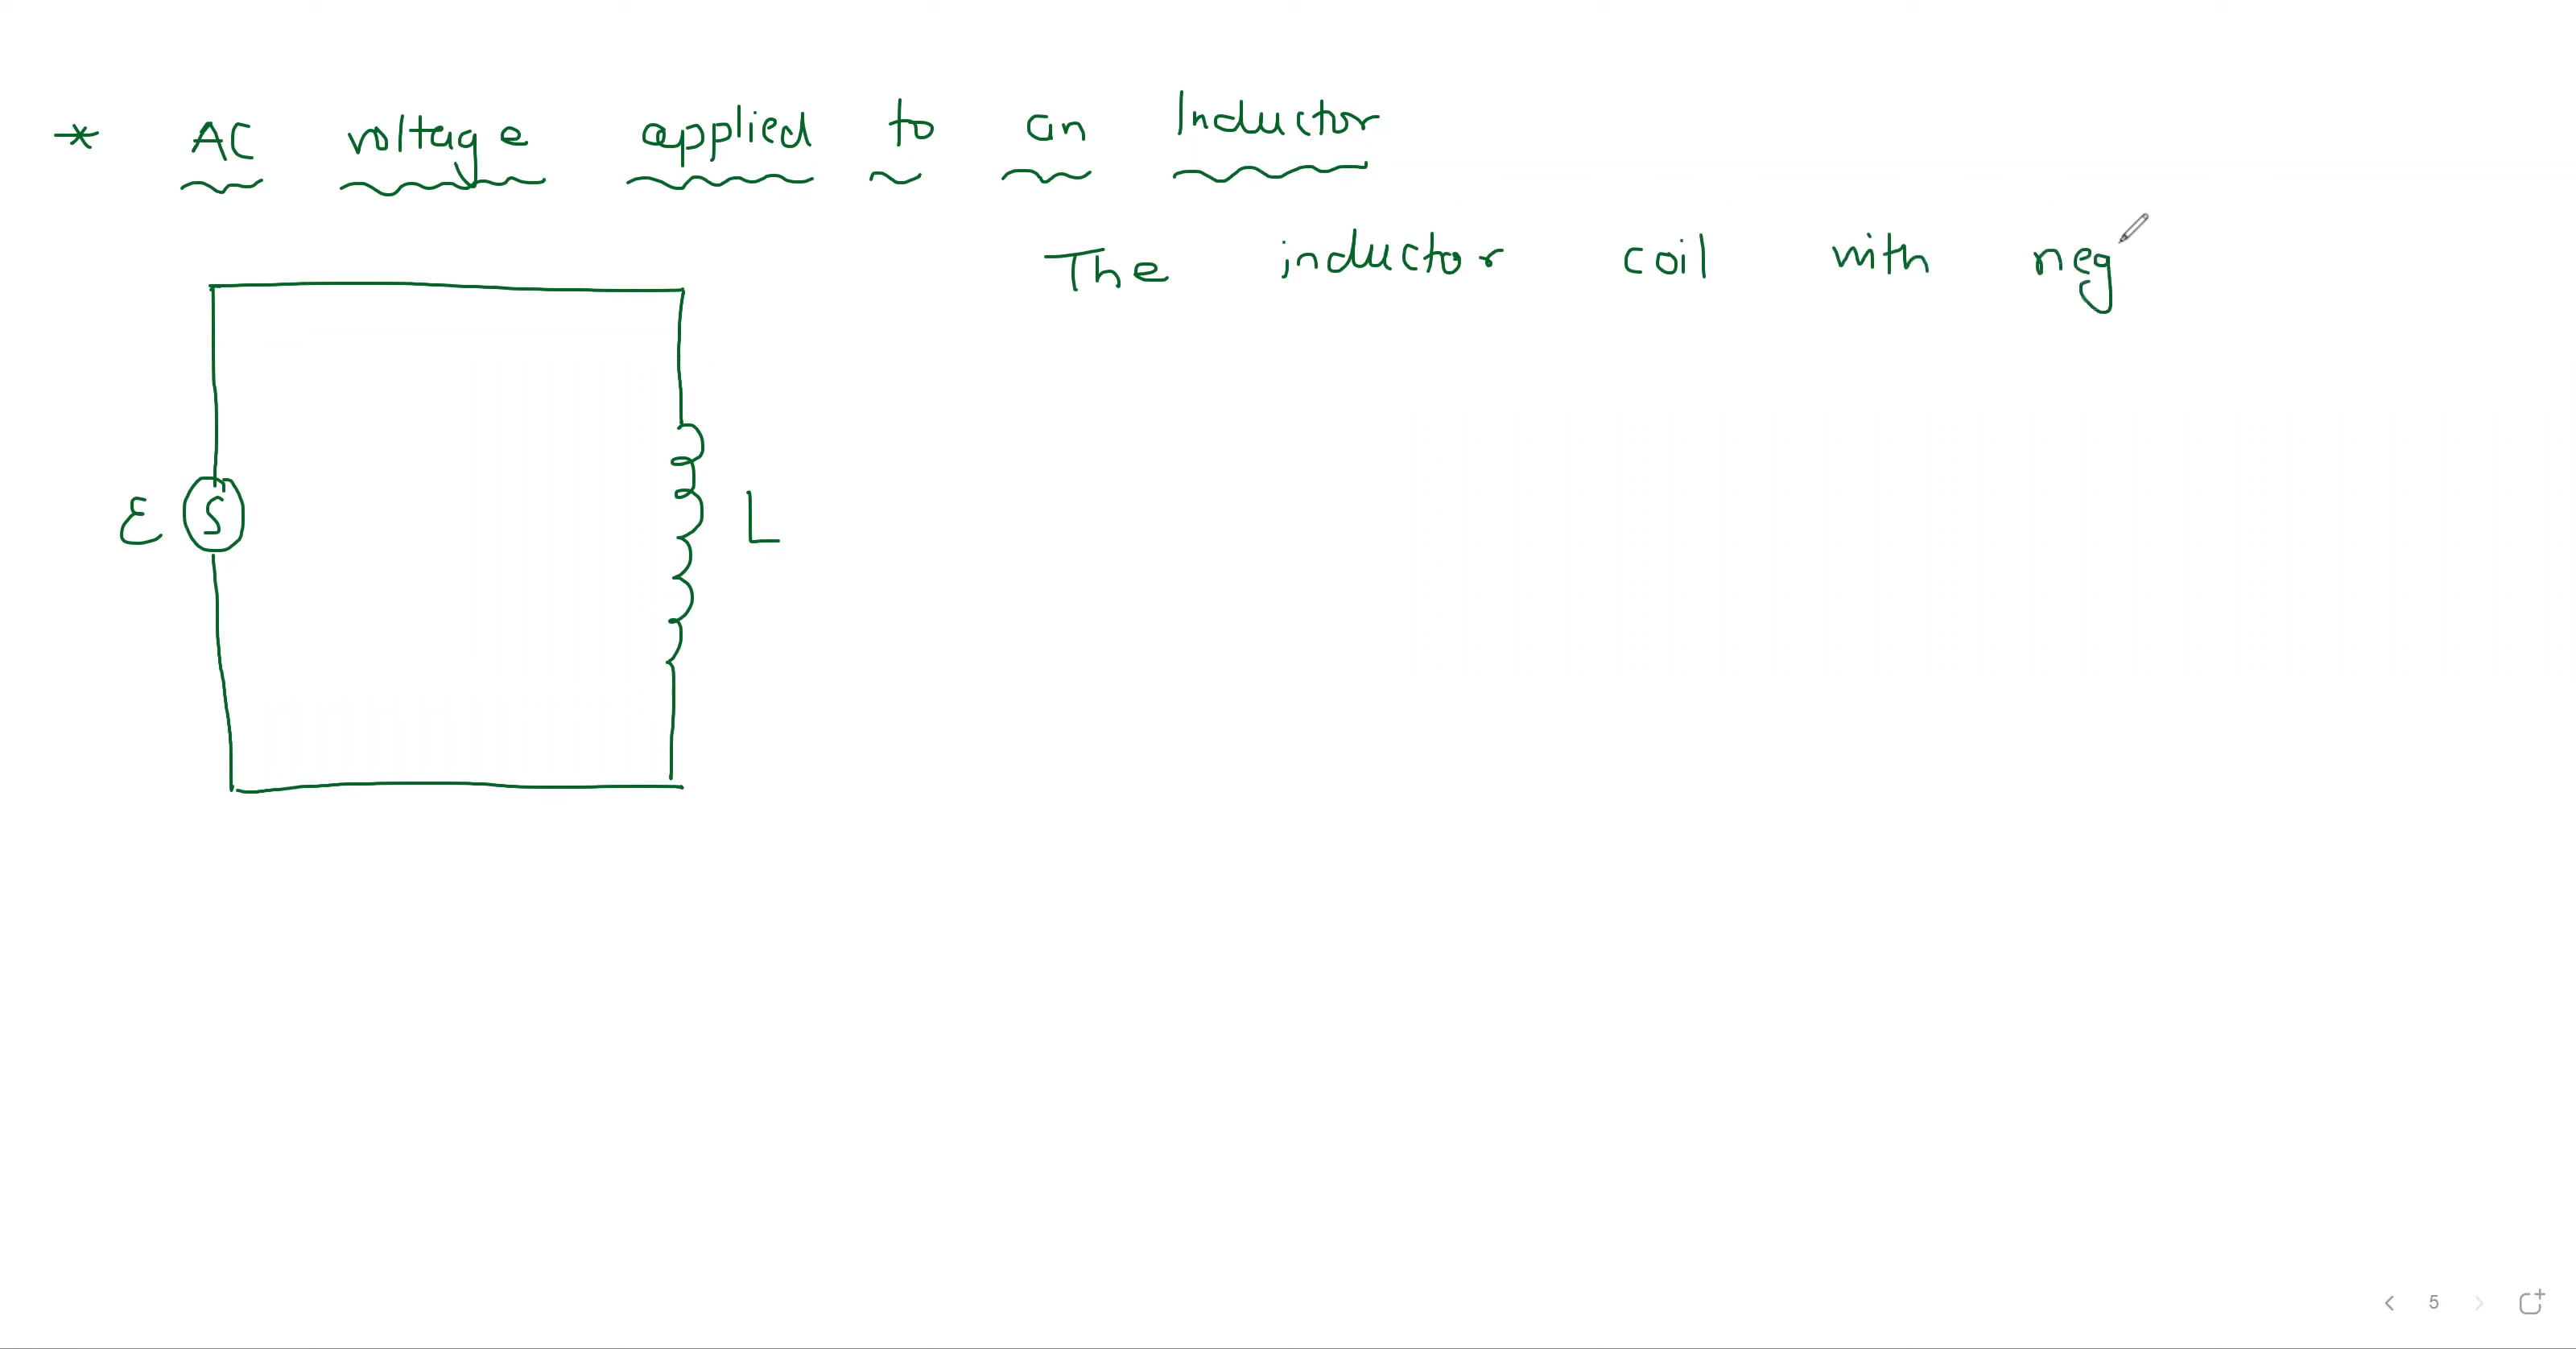 * AC voltage applied to an Inductor
The inductor coil with neg
ε S L
5